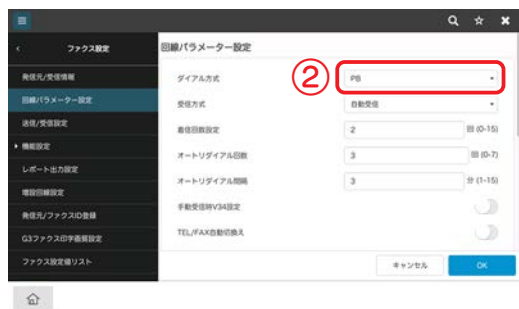 ファクス設定
発信元/受信情報
回線パラメーター設定
送信/受信設定
機能設定
レポート出力設定
増設回線設定
発信元/ファクスID登録
G3ファクス印字画質設定
ファクス設定値リスト
回線パラメーター設定
ダイアル方式
② PB
受信方式
自動受信
着信回数設定
2 回 (0-15)
オートリダイアル回数
3 回 (0-7)
オートリダイアル間隔
3 分 (1-15)
手動受信時V34設定
TEL/FAX自動切換え
キャンセル
OK